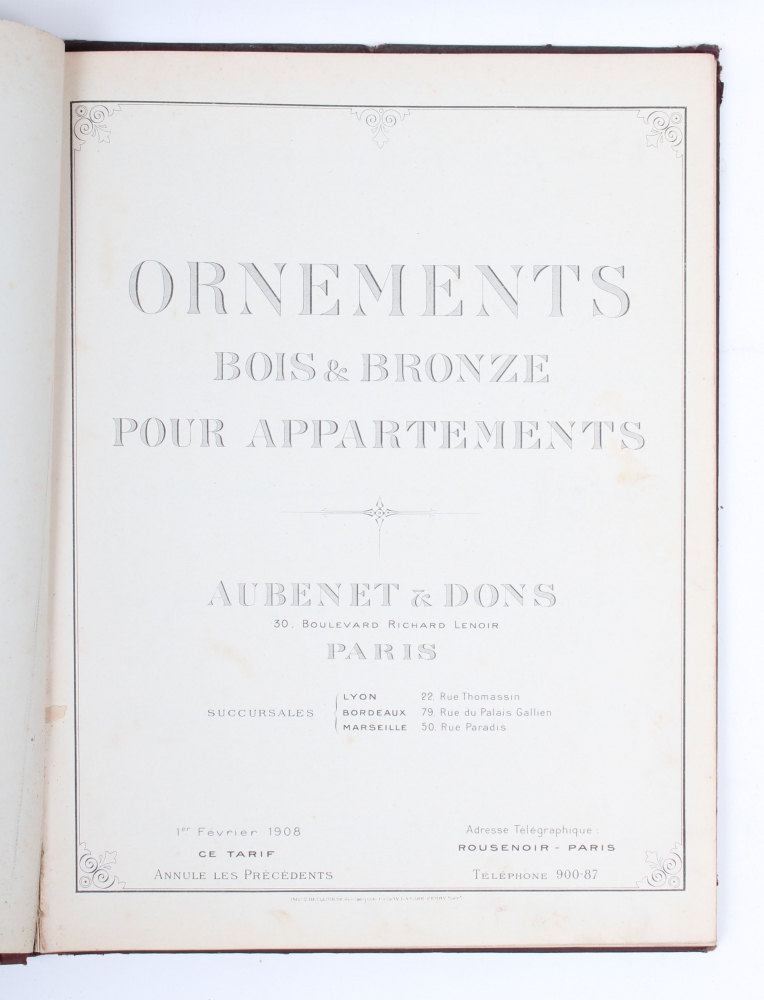 ORNEMENTS
BOIS & BRONZE
POUR APPARTEMENTS
AUBENET & DONS
30. BOULEVARD RICHARD LENOIR
PARIS
SUCCURSALES
LYON 22. Rue Thomassin
BORDEAUX 79. Rue du Palais Gallien
MARSEILLE 50. Rue Paradis
1er Février 1908
CE TARIF
ANNULE LES PRÉCÉDENTS
Adresse Télégraphique :
ROUSENOIR - PARIS
TÉLÉPHONE 900-87